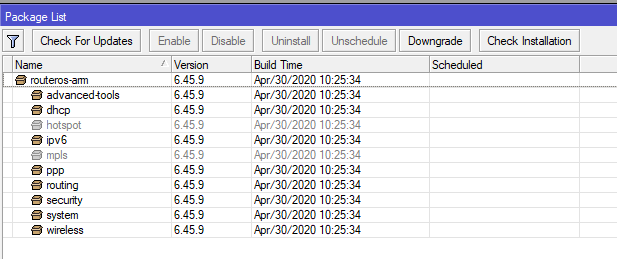 Package List
Check For Updates Enable Disable Uninstall Unschedule Downgrade Check Installation
Name / Version Build Time Scheduled
routeros-arm 6.45.9 Apr/30/2020 10:25:34
advanced-tools 6.45.9 Apr/30/2020 10:25:34
dhcp 6.45.9 Apr/30/2020 10:25:34
hotspot 6.45.9 Apr/30/2020 10:25:34
ipv6 6.45.9 Apr/30/2020 10:25:34
mpls 6.45.9 Apr/30/2020 10:25:34
ppp 6.45.9 Apr/30/2020 10:25:34
routing 6.45.9 Apr/30/2020 10:25:34
security 6.45.9 Apr/30/2020 10:25:34
system 6.45.9 Apr/30/2020 10:25:34
wireless 6.45.9 Apr/30/2020 10:25:34